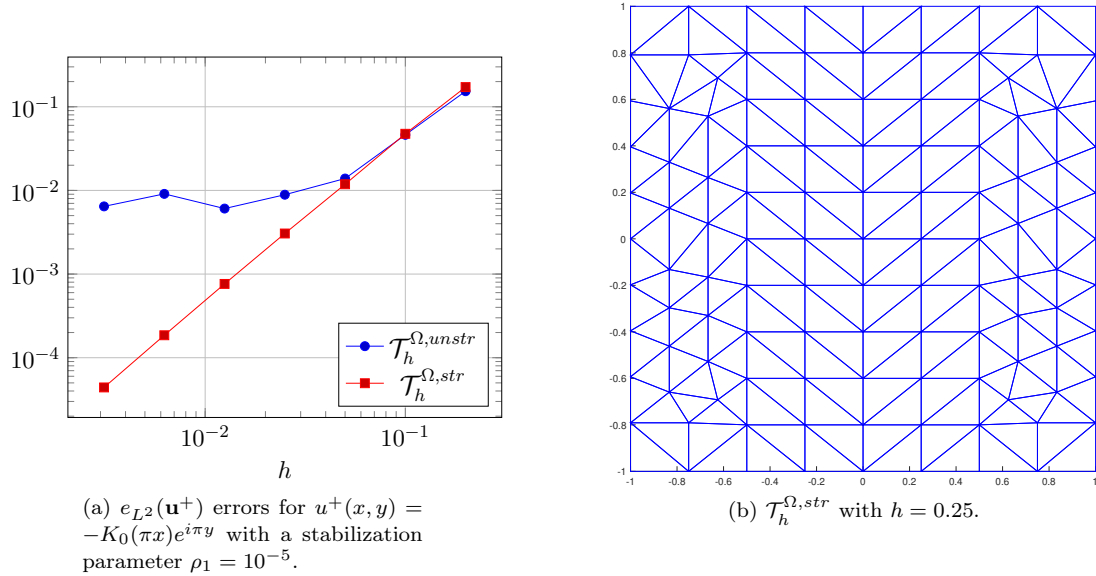 10^{-1}
10^{-2}
10^{-3}
10^{-4}
10^{-2} 10^{-1}
h
\mathcal{T}_h^{\Omega,unstr}
\mathcal{T}_h^{\Omega,str}
(a) e_{L^2}(\mathbf{u}^+) errors for u^+(x, y) =
−K_0(πx)e^{iπy} with a stabilization
parameter ρ_1 = 10^{-5}.
1
0.8
0.6
0.4
0.2
0
-0.2
-0.4
-0.6
-0.8
-1
-1 -0.8 -0.6 -0.4 -0.2 0 0.2 0.4 0.6 0.8 1
(b) \mathcal{T}_h^{\Omega,str} with h = 0.25.